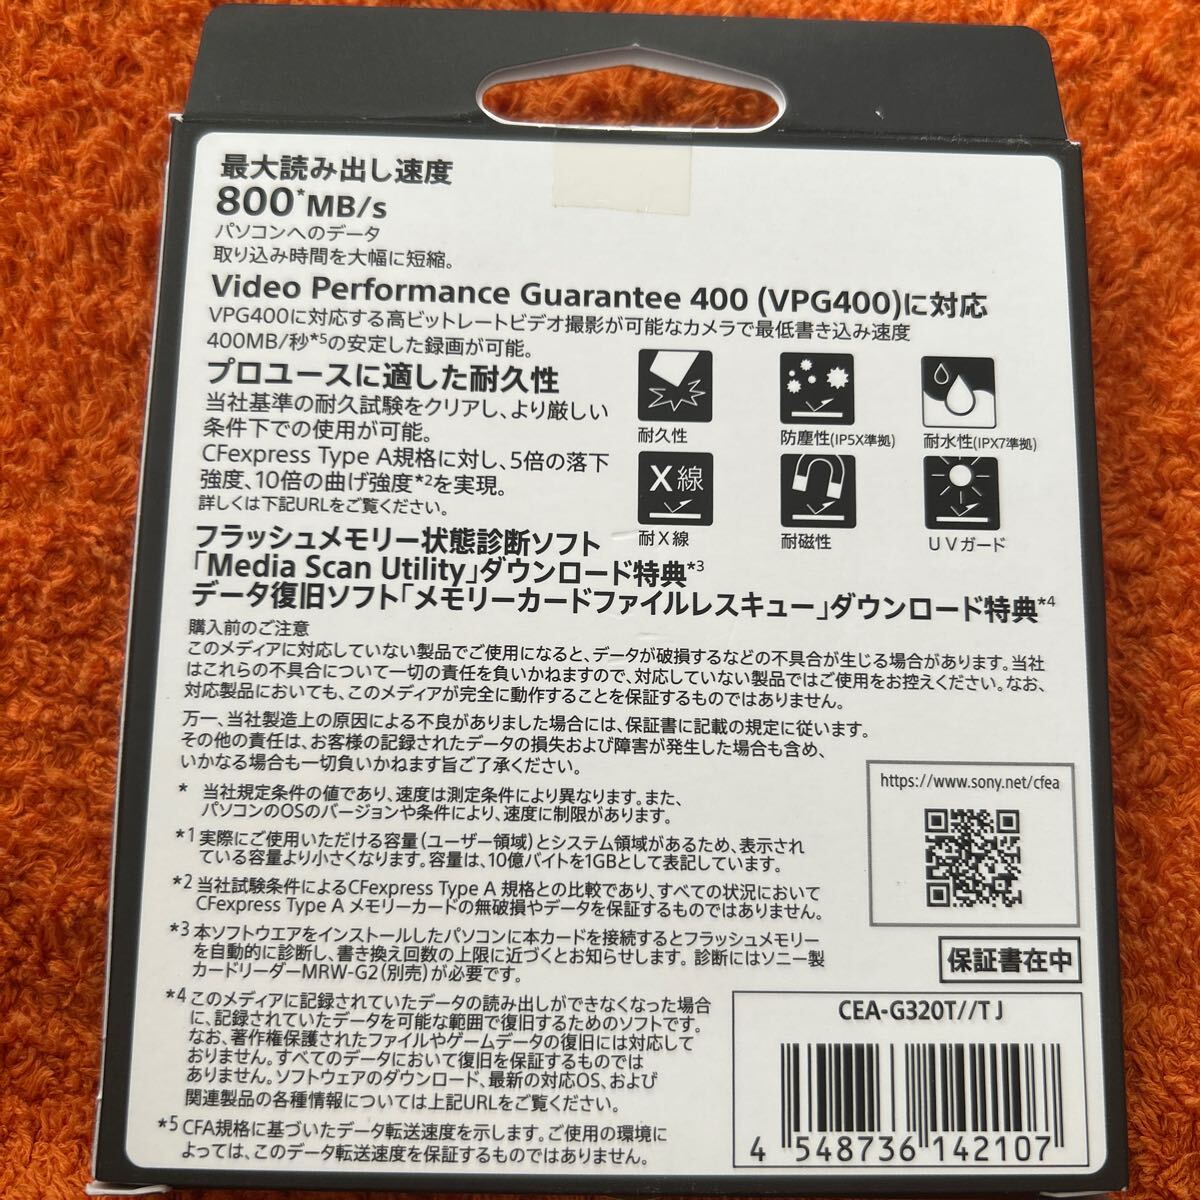 最大読み出し速度
800*MB/s
パソコンへのデータ
取り込み時間を大幅に短縮。
Video Performance Guarantee 400 (VPG400)に対応
VPG400に対応する高ビットレートビデオ撮影が可能なカメラで最低書き込み速度
400MB/秒*5の安定した録画が可能。
プロユースに適した耐久性
当社基準の耐久試験をクリアし、より厳しい
条件下での使用が可能。
CFexpress Type A規格に対し、5倍の落下
強度、10倍の曲げ強度*2を実現。
詳しくは下記URLをご覧ください。
耐久性
防塵性(IP5X準拠)
耐水性(IPX7準拠)
X線
耐X線
耐磁性
UVガード
フラッシュメモリー状態診断ソフト
「Media Scan Utility」ダウンロード特典*3
データ復旧ソフト「メモリーカードファイルレスキュー」ダウンロード特典*4
購入前のご注意
このメディアに対応していない製品でご使用になると、データが破損するなどの不具合が生じる場合があります。当社
はこれらの不具合について一切の責任を負いかねますので、対応していない製品ではご使用をお控えください。なお、
対応製品においても、このメディアが完全に動作することを保証するものではありません。
万一、当社製造上の原因による不良がありました場合には、保証書に記載の規定に従います。
その他の責任は、お客様の記録されたデータの損失および障害が発生した場合も含め、
いかなる場合も一切負いかねます旨ご了承ください。
* 当社規定条件の値であり、速度は測定条件により異なります。また、
パソコンのOSのバージョンや条件により、速度に制限があります。
*1 実際にご使用いただける容量(ユーザー領域)とシステム領域があるため、表示され
ている容量より小さくなります。容量は、10億バイトを1GBとして表記しています。
*2 当社試験条件によるCFexpress Type A 規格との比較であり、すべての状況において
CFexpress Type A メモリーカードの無破損やデータを保証するものではありません。
*3 本ソフトウエアをインストールしたパソコンに本カードを接続するとフラッシュメモリー
を自動的に診断し、書き換え回数の上限に近づくとお知らせします。診断にはソニー製
カードリーダーMRW-G2(別売)が必要です。
*4 このメディアに記録されていたデータの読み出しができなくなった場合
に、記録されていたデータを可能な範囲で復旧するためのソフトです。
なお、著作権保護されたファイルやゲームデータの復旧には対応して
おりません。すべてのデータにおいて復旧を保証するものでは
ありません。ソフトウェアのダウンロード、最新の対応OS、および
関連製品の各種情報については上記URLをご覧ください。
*5 CFA規格に基づいたデータ転送速度を示します。ご使用の環境に
よっては、このデータ転送速度を保証するものではありません。
https://www.sony.net/cfea
保証書在中
CEA-G320T//T J
4 548736 142107